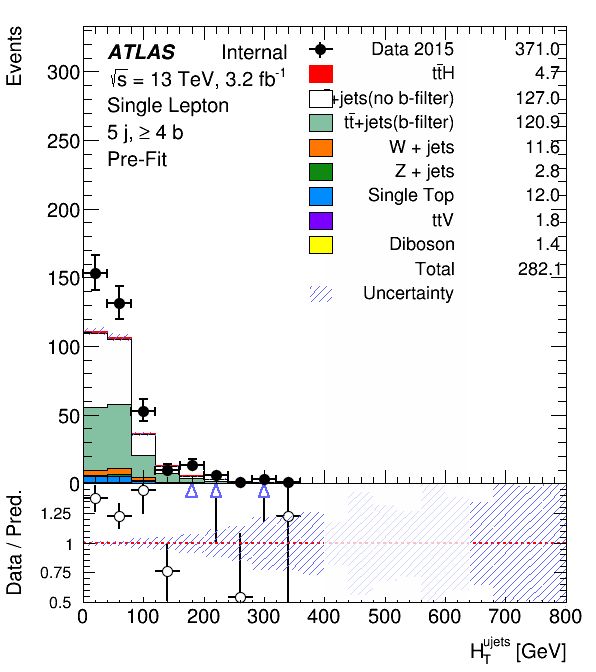 Events
ATLAS Internal
√s = 13 TeV, 3.2 fb⁻¹
Single Lepton
5 j, ≥ 4 b
Pre-Fit
Data 2015 371.0
tt̄H 4.7
+jets(no b-filter) 127.0
tt̄+jets(b-filter) 120.9
W + jets 11.6
Z + jets 2.8
Single Top 12.0
ttV 1.8
Diboson 1.4
Total 282.1
Uncertainty
300
250
200
150
100
50
0
Data / Pred.
1.25
1
0.75
0.5
0 100 200 300 400 500 600 700 800
H_T^ujets [GeV]